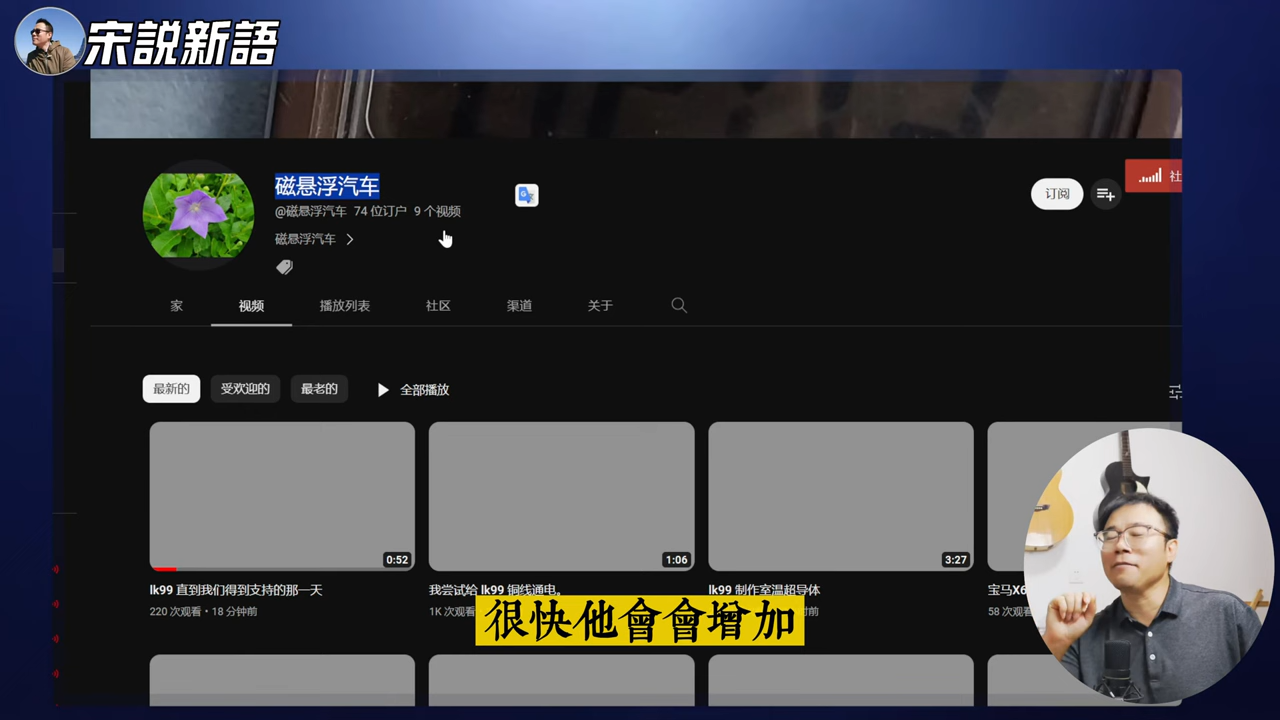 宋説新語
磁悬浮汽车
@磁悬浮汽车 74 位订户 9 个视频
磁悬浮汽车
订阅
社
家 视频 播放列表 社区 渠道 关于
最新的 受欢迎的 最老的 全部播放
0:52 1:06 3:27
lk99 直到我们得到支持的那一天 我尝试给 lk99 铜线通电。 lk99 制作室温超导体 宝马X6
220 次观看 • 18 分钟前 1K 次观看 时前 58 次观看
很快他會會增加